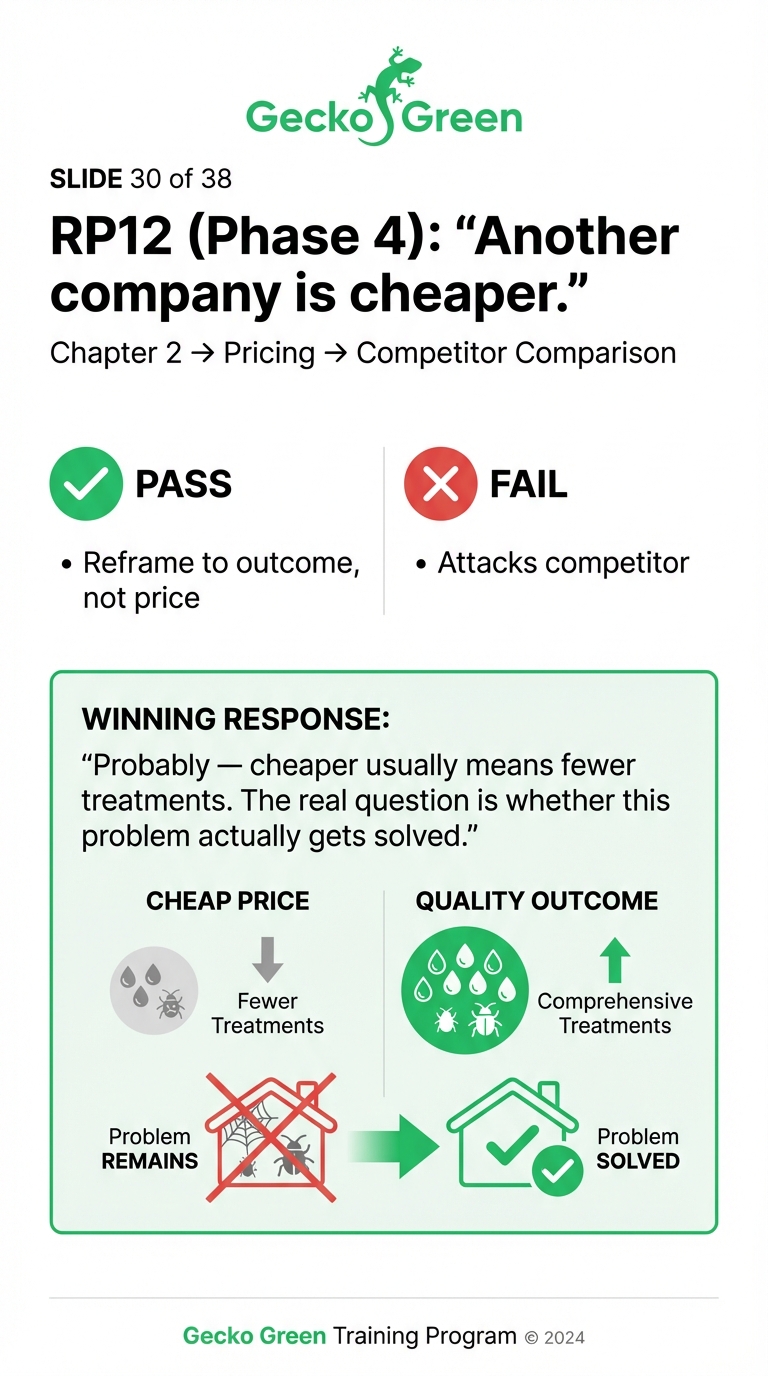 Gecko Green
SLIDE 30 of 38
RP12 (Phase 4): “Another
company is cheaper.”
Chapter 2 → Pricing → Competitor Comparison
PASS
• Reframe to outcome,
not price
FAIL
• Attacks competitor
WINNING RESPONSE:
“Probably — cheaper usually means fewer
treatments. The real question is whether this
problem actually gets solved.”
CHEAP PRICE
Fewer
Treatments
QUALITY OUTCOME
Comprehensive
Treatments
Problem
REMAINS
Problem
SOLVED
Gecko Green Training Program © 2024